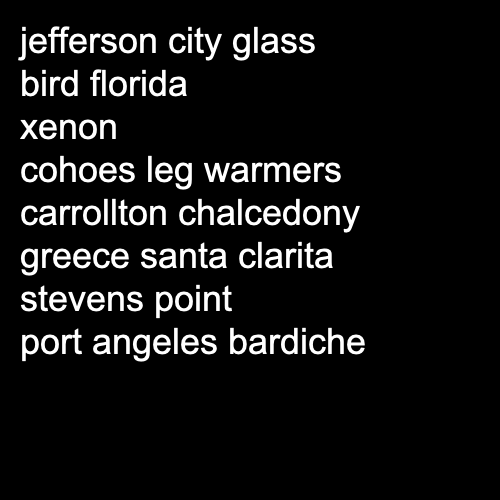 jefferson city glass
bird florida
xenon
cohoes leg warmers
carrollton chalcedony
greece santa clarita
stevens point
port angeles bardiche